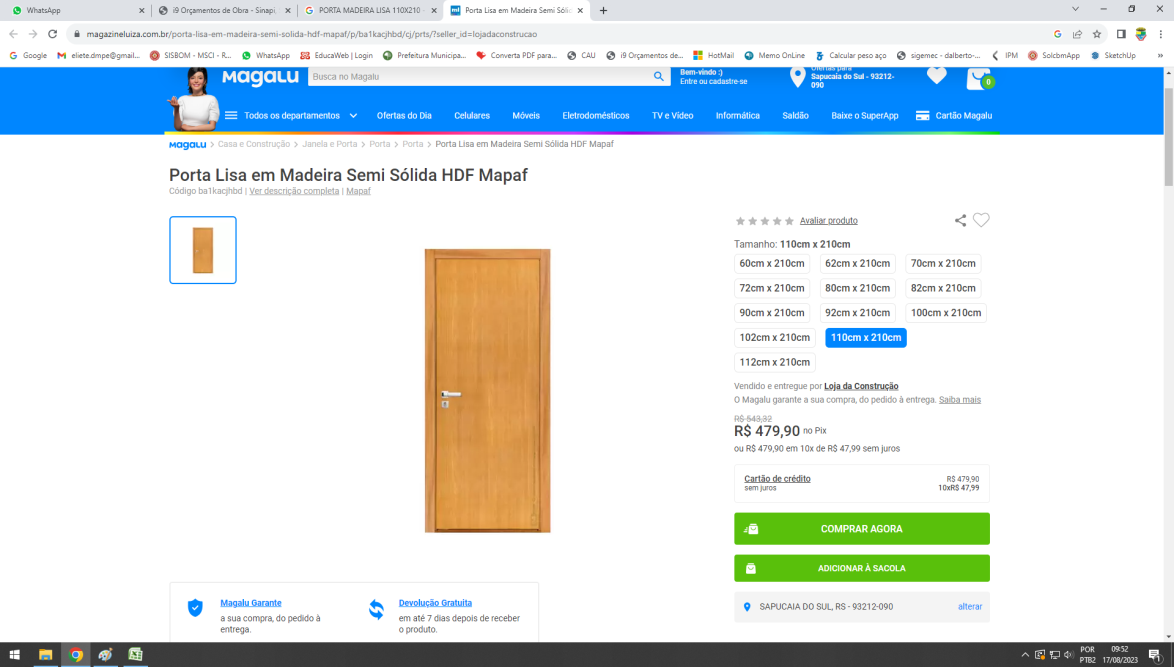 WhatsApp
i9 Orçamentos de Obra - Sinapi,
PORTA MADEIRA LISA 110X210 -
Porta Lisa em Madeira Semi Sóli
magazineluiza.com.br/porta-lisa-em-madeira-semi-solida-hdf-mapaf/p/ba1kacjhbd/cj/prts/?seller_id=lojadaconstrucao
Google
eliete.dmpe@gmail...
SISBOM - MSCI - R...
WhatsApp
EducaWeb | Login
Prefeitura Municipa...
Converta PDF para...
CAU
i9 Orçamentos de...
HotMail
Memo OnLine
Calcular peso aço
sigemec - dalberto-...
IPM
SolcbmApp
SketchUp
»
Magalu
Busca no Magalu
Bem-vindo :)
Entre ou cadastre-se
Ofertas para
Sapucaia do Sul - 93212-
090
0
Todos os departamentos
Ofertas do Dia
Celulares
Móveis
Eletrodomésticos
TV e Vídeo
Informática
Saldão
Baixe o SuperApp
Cartão Magalu
Magalu > Casa e Construção > Janela e Porta > Porta > Porta > Porta Lisa em Madeira Semi Sólida HDF Mapaf
Porta Lisa em Madeira Semi Sólida HDF Mapaf
Código ba1kacjhbd | Ver descrição completa | Mapaf
Avaliar produto
Tamanho: 110cm x 210cm
60cm x 210cm
62cm x 210cm
70cm x 210cm
72cm x 210cm
80cm x 210cm
82cm x 210cm
90cm x 210cm
92cm x 210cm
100cm x 210cm
102cm x 210cm
110cm x 210cm
112cm x 210cm
Vendido e entregue por Loja da Construção
O Magalu garante a sua compra, do pedido à entrega. Saiba mais
R$ 543,32
R$ 479,90 no Pix
ou R$ 479,90 em 10x de R$ 47,99 sem juros
Cartão de crédito
sem juros
R$ 479,90
10xR$ 47,99
COMPRAR AGORA
ADICIONAR À SACOLA
SAPUCAIA DO SUL, RS - 93212-090
alterar
Magalu Garante
a sua compra, do pedido à
entrega.
Devolução Gratuita
em até 7 dias depois de receber
o produto.
POR
PTB2
09:52
17/08/2023